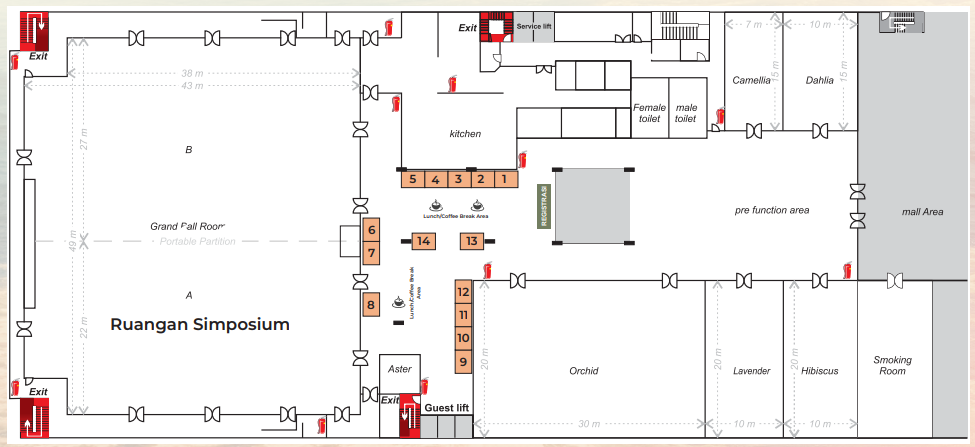 Exit
Exit
Service lift
7 m
10 m
15 m
15 m
Camellia
Dahlia
38 m
43 m
27 m
B
kitchen
Female
toilet
male
toilet
5
4
3
2
1
Lunch/Coffee Break Area
REGISTRASI
pre function area
mall Area
Grand Fall Room
Portable Partition
49 m
6
7
14
13
8
Lunch/Coffee Break
Area
A
Ruangan Simposium
22 m
12
11
10
9
20 m
Orchid
20 m
Lavender
20 m
Hibiscus
Smoking
Room
Aster
Exit
Exit
Guest lift
30 m
10 m
10 m